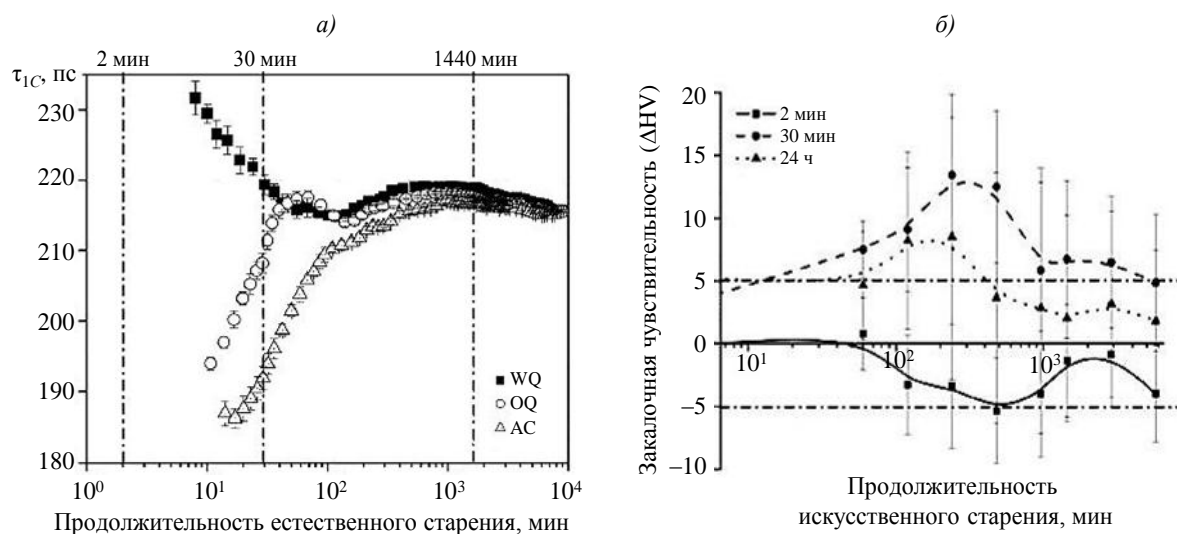 а)
2 мин 30 мин 1440 мин
τ1C, пс
230
220
210
200
190
180
WQ
OQ
AC
10^0 10^1 10^2 10^3 10^4
Продолжительность естественного старения, мин
б)
Закалочная чувствительность (ΔHV)
20
15
10
5
0
−5
−10
2 мин
30 мин
24 ч
10^1 10^2 10^3
Продолжительность
искусственного старения, мин